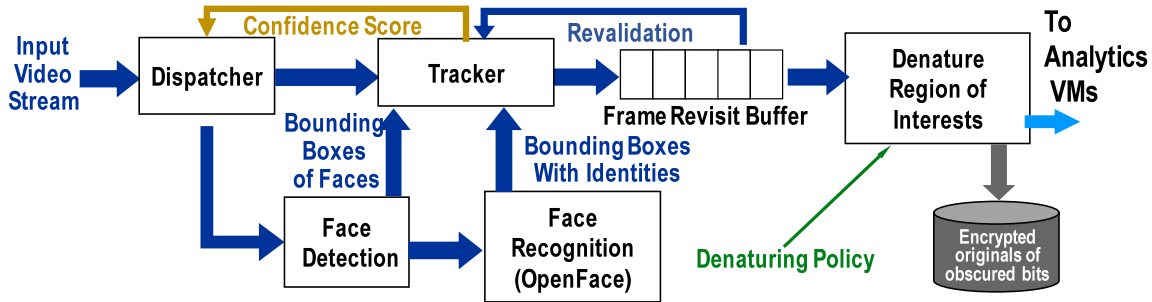 Confidence Score
Revalidation
Input
Video
Stream
Dispatcher
Tracker
Frame Revisit Buffer
Denature
Region of
Interests
To
Analytics
VMs
Bounding
Boxes
of Faces
Bounding Boxes
With Identities
Face
Detection
Face
Recognition
(OpenFace)
Denaturing Policy
Encrypted
originals of
obscured bits